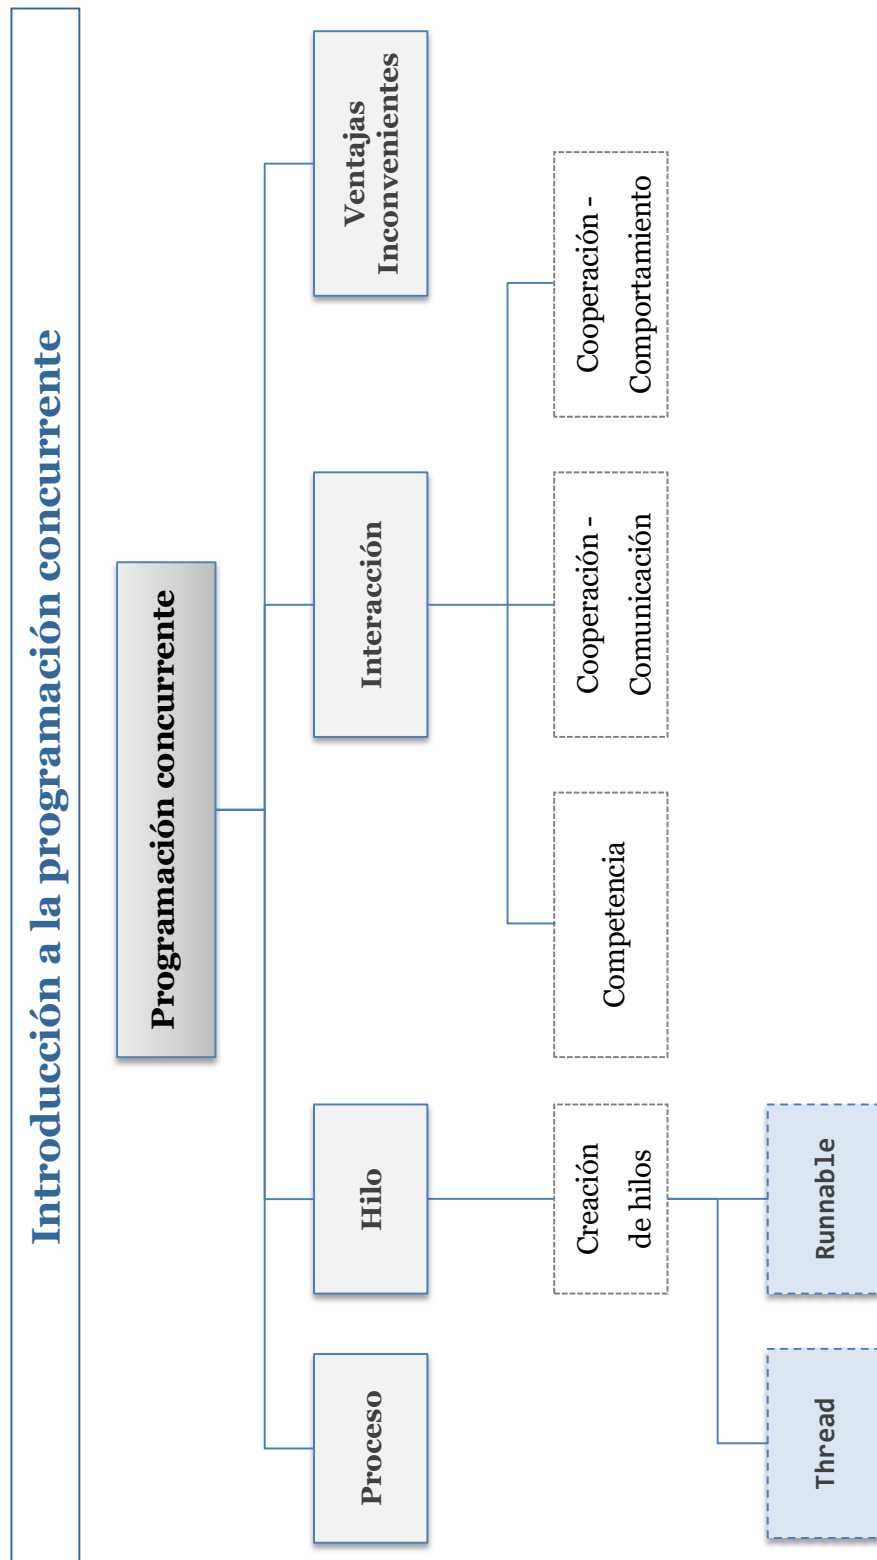 Introducción a la programación concurrente
Programación concurrente
Proceso
Hilo
Interacción
Ventajas
Inconvenientes
Creación
de hilos
Competencia
Cooperación -
Comunicación
Cooperación -
Comportamiento
Thread
Runnable